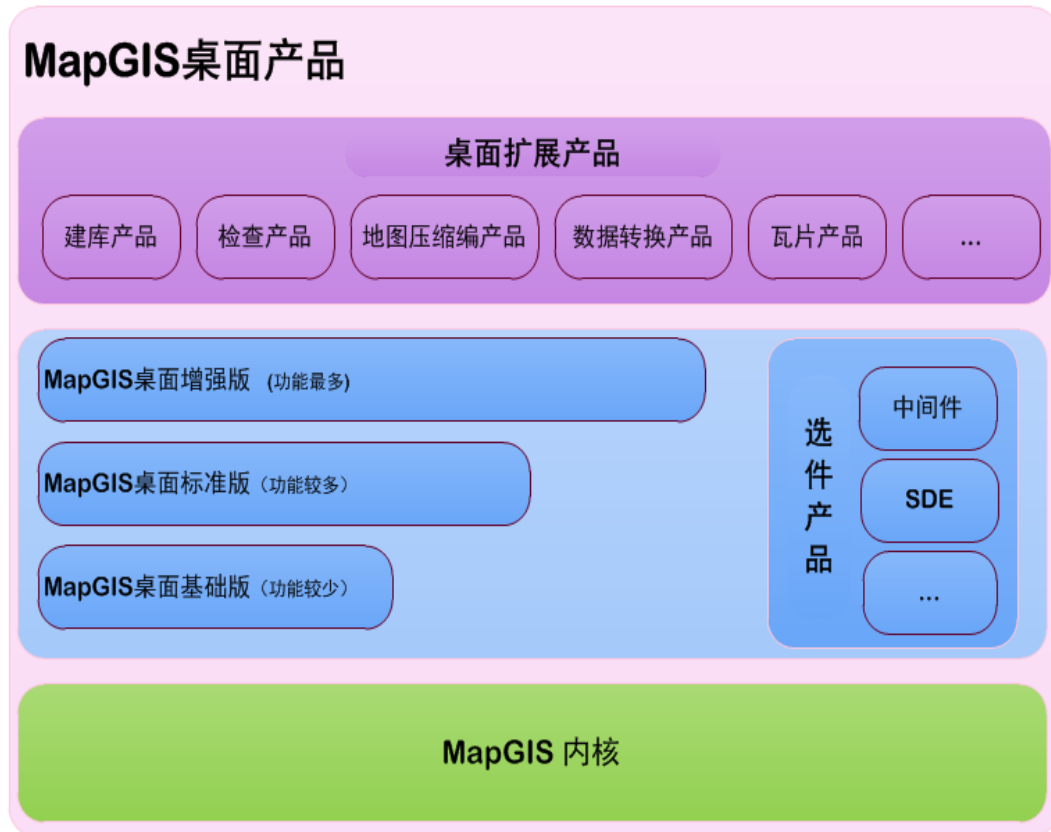 MapGIS桌面产品
桌面扩展产品
建库产品
检查产品
地图压缩编产品
数据转换产品
瓦片产品
...
MapGIS桌面增强版 (功能最多)
MapGIS桌面标准版（功能较多）
MapGIS桌面基础版（功能较少）
选件产品
中间件
SDE
...
MapGIS 内核